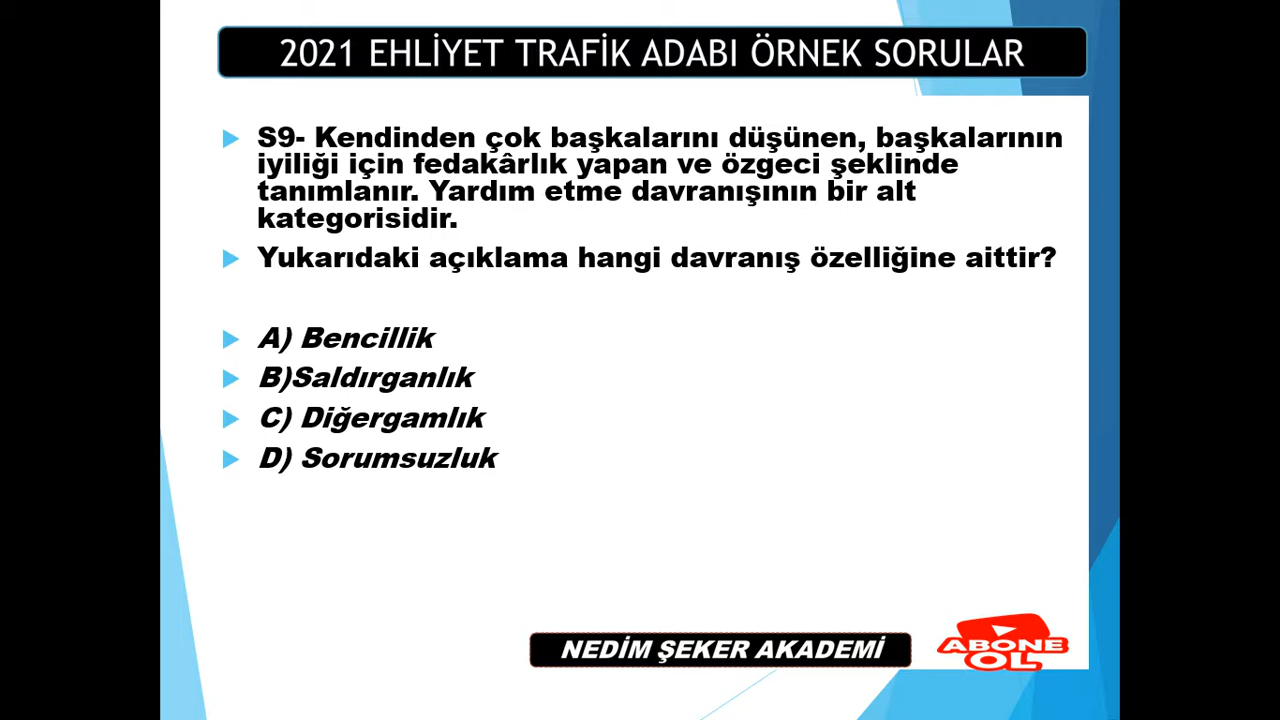 2021 EHLİYET TRAFİK ADABI ÖRNEK SORULAR
S9- Kendinden çok başkalarını düşünen, başkalarının
iyiliği için fedakârlık yapan ve özgeci şeklinde
tanımlanır. Yardım etme davranışının bir alt
kategorisidir.
Yukarıdaki açıklama hangi davranış özelliğine aittir?
A) Bencillik
B)Saldırganlık
C) Diğergamlık
D) Sorumsuzluk
NEDİM ŞEKER AKADEMİ
ABONE
OL